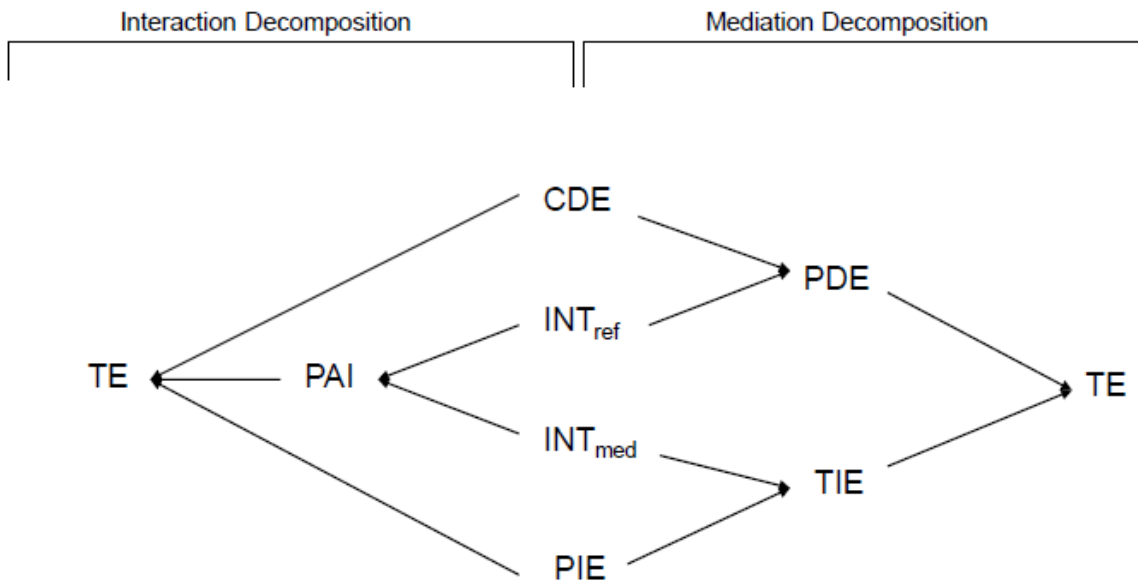 Interaction Decomposition
Mediation Decomposition
CDE
PDE
INTref
TE
PAI
TE
INTmed
TIE
PIE